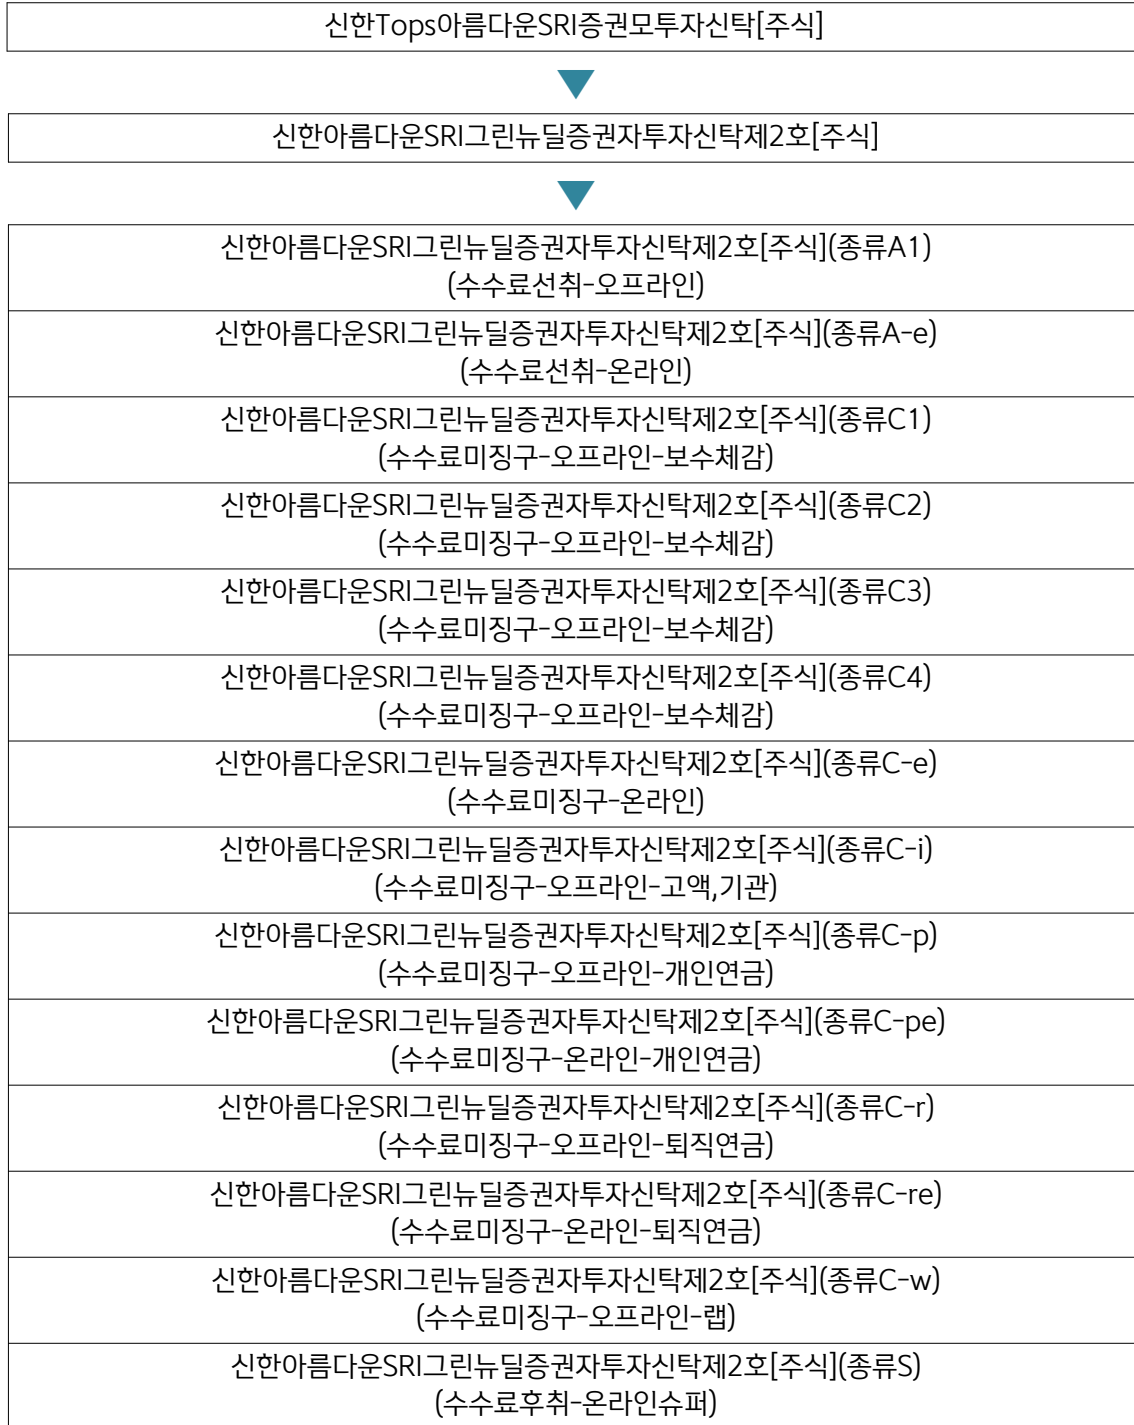 신한Tops아름다운SRI증권모투자신탁[주식]
신한아름다운SRI그린뉴딜증권자투자신탁제2호[주식]
신한아름다운SRI그린뉴딜증권자투자신탁제2호[주식](종류A1)
(수수료선취-오프라인)
신한아름다운SRI그린뉴딜증권자투자신탁제2호[주식](종류A-e)
(수수료선취-온라인)
신한아름다운SRI그린뉴딜증권자투자신탁제2호[주식](종류C1)
(수수료미징구-오프라인-보수체감)
신한아름다운SRI그린뉴딜증권자투자신탁제2호[주식](종류C2)
(수수료미징구-오프라인-보수체감)
신한아름다운SRI그린뉴딜증권자투자신탁제2호[주식](종류C3)
(수수료미징구-오프라인-보수체감)
신한아름다운SRI그린뉴딜증권자투자신탁제2호[주식](종류C4)
(수수료미징구-오프라인-보수체감)
신한아름다운SRI그린뉴딜증권자투자신탁제2호[주식](종류C-e)
(수수료미징구-온라인)
신한아름다운SRI그린뉴딜증권자투자신탁제2호[주식](종류C-i)
(수수료미징구-오프라인-고액,기관)
신한아름다운SRI그린뉴딜증권자투자신탁제2호[주식](종류C-p)
(수수료미징구-오프라인-개인연금)
신한아름다운SRI그린뉴딜증권자투자신탁제2호[주식](종류C-pe)
(수수료미징구-온라인-개인연금)
신한아름다운SRI그린뉴딜증권자투자신탁제2호[주식](종류C-r)
(수수료미징구-오프라인-퇴직연금)
신한아름다운SRI그린뉴딜증권자투자신탁제2호[주식](종류C-re)
(수수료미징구-온라인-퇴직연금)
신한아름다운SRI그린뉴딜증권자투자신탁제2호[주식](종류C-w)
(수수료미징구-오프라인-랩)
신한아름다운SRI그린뉴딜증권자투자신탁제2호[주식](종류S)
(수수료후취-온라인슈퍼)